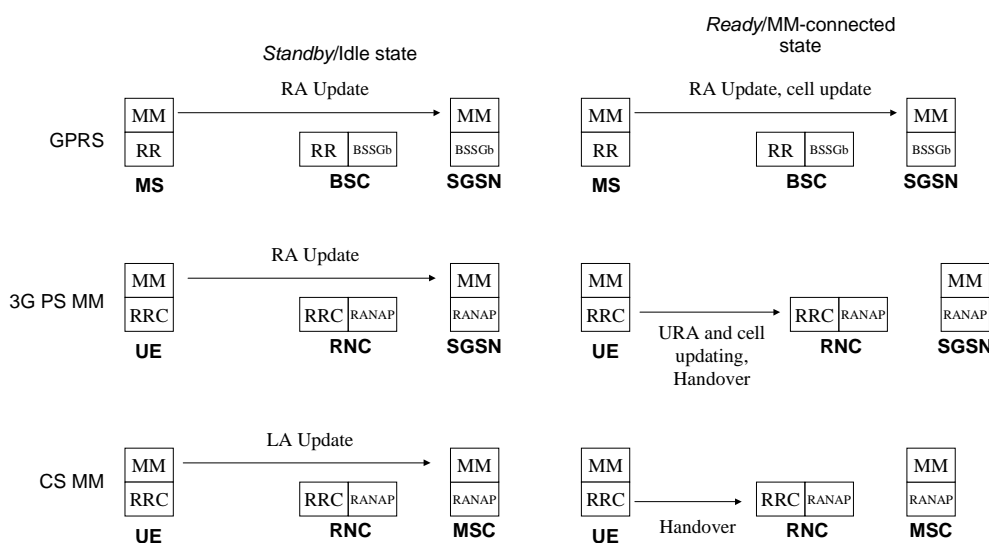 Standby/Idle state
Ready/MM-connected
state
GPRS
RA Update
MM
RR
MS
RR BSSGb
BSC
MM
BSSGb
SGSN
RA Update, cell update
MM
RR
MS
RR BSSGb
BSC
MM
BSSGb
SGSN
3G PS MM
RA Update
MM
RRC
UE
RRC RANAP
RNC
MM
RANAP
SGSN
MM
RRC
UE
URA and cell
updating,
Handover
RRC RANAP
RNC
MM
RANAP
SGSN
CS MM
LA Update
MM
RRC
UE
RRC RANAP
RNC
MM
RANAP
MSC
MM
RRC
UE
Handover
RRC RANAP
RNC
MM
RANAP
MSC